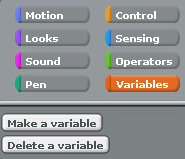 Motion Control
Looks Sensing
Sound Operators
Pen Variables
Make a variable
Delete a variable